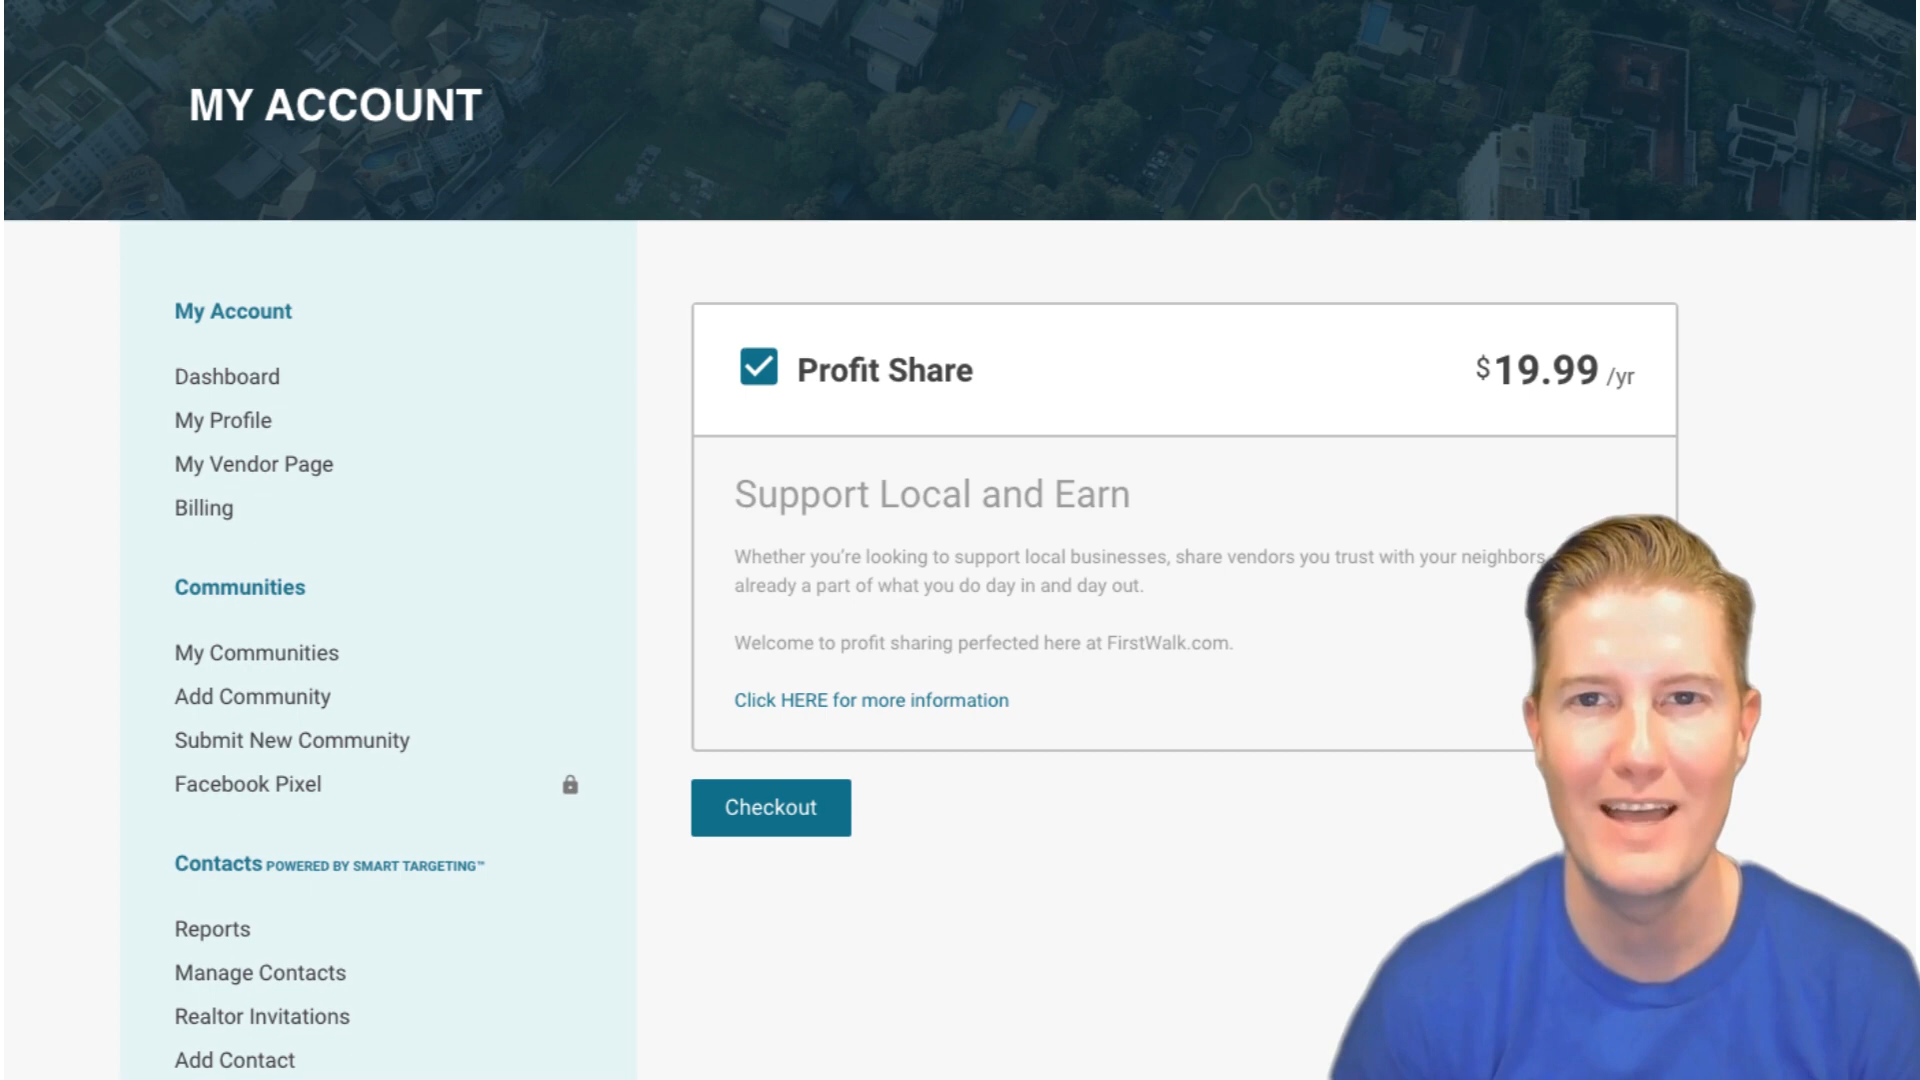 MY ACCOUNT
My Account
Dashboard
My Profile
My Vendor Page
Billing
Communities
My Communities
Add Community
Submit New Community
Facebook Pixel
Contacts POWERED BY SMART TARGETING™
Reports
Manage Contacts
Realtor Invitations
Add Contact
Profit Share
$19.99 /yr
Support Local and Earn
Whether you’re looking to support local businesses, share vendors you trust with your neighbors
already a part of what you do day in and day out.
Welcome to profit sharing perfected here at FirstWalk.com.
Click HERE for more information
Checkout